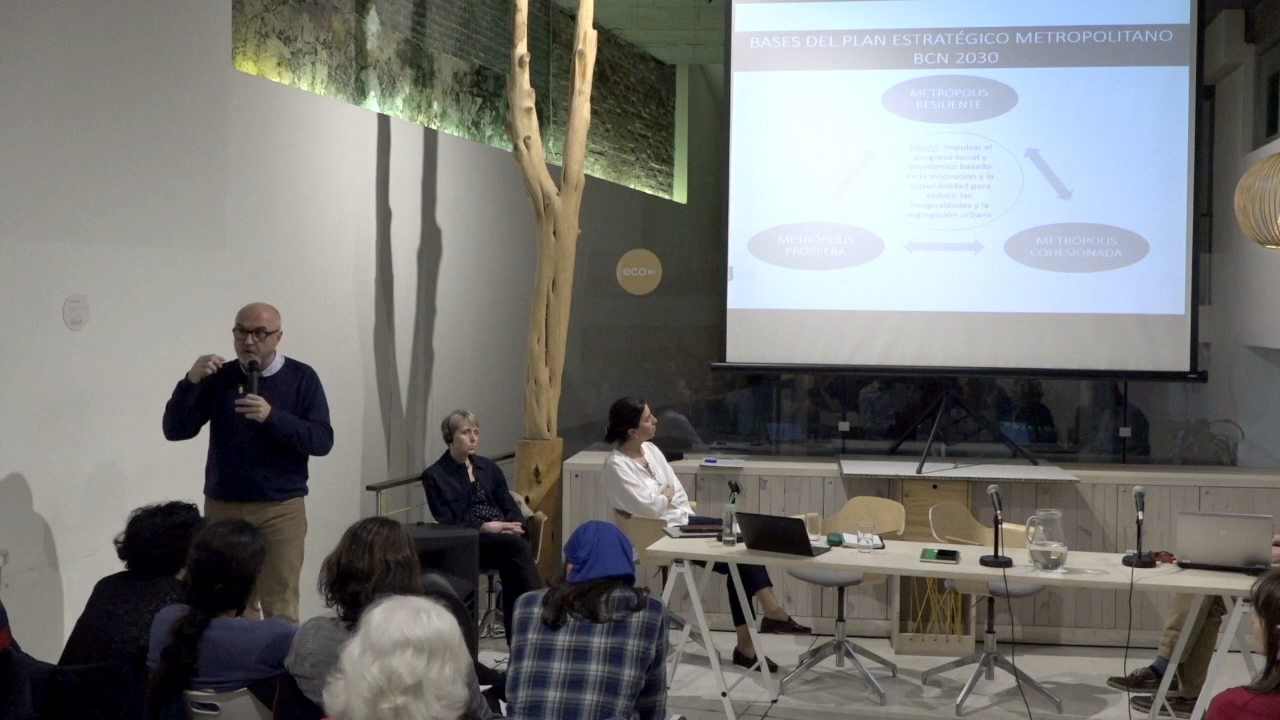 BASES DEL PLAN ESTRATÉGICO METROPOLITANO
BCN 2030
METRÓPOLIS
RESILIENTE
Misión: Impulsar el
progreso social y
económico basado
en la innovación y la
sostenibilidad para
reducir las
desigualdades y la
segregación urbana
METRÓPOLIS
PRÓSPERA
METRÓPOLIS
COHESIONADA
eco